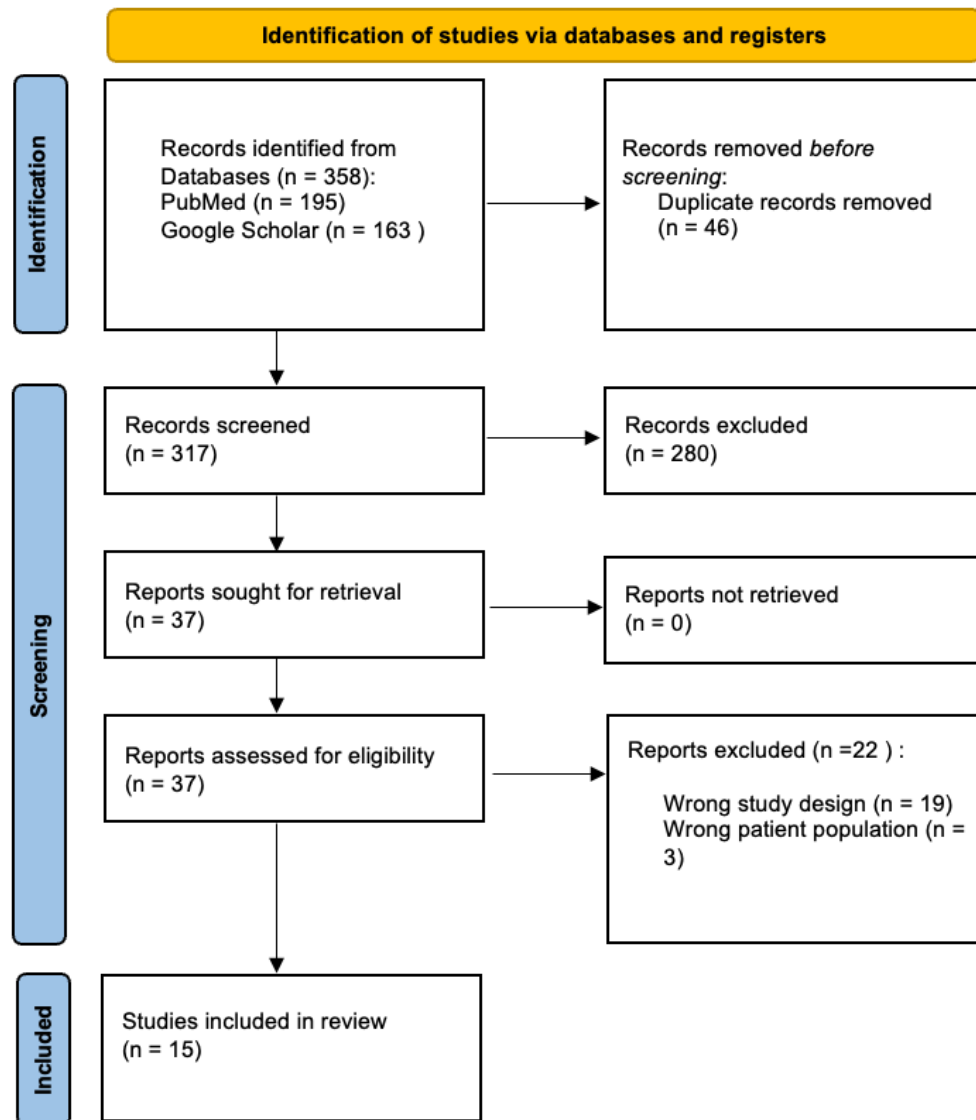 Identification of studies via databases and registers
Identification
Records identified from
Databases (n = 358):
PubMed (n = 195)
Google Scholar (n = 163 )
Records removed before
screening:
Duplicate records removed
(n = 46)
Screening
Records screened
(n = 317)
Records excluded
(n = 280)
Reports sought for retrieval
(n = 37)
Reports not retrieved
(n = 0)
Reports assessed for eligibility
(n = 37)
Reports excluded (n =22 ) :
Wrong study design (n = 19)
Wrong patient population (n =
3)
Included
Studies included in review
(n = 15)